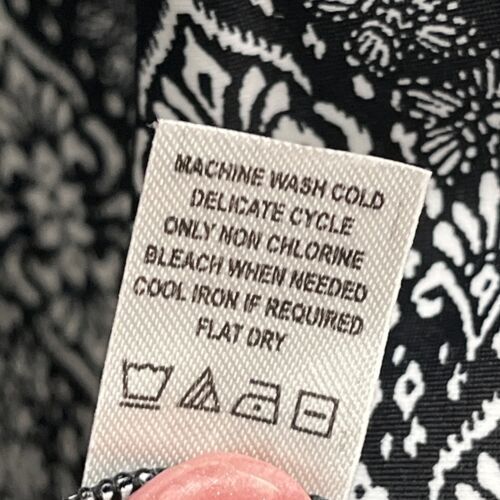 MACHINE WASH COLD
DELICATE CYCLE
ONLY NON CHLORINE
BLEACH WHEN NEEDED
COOL IRON IF REQUIRED
FLAT DRY